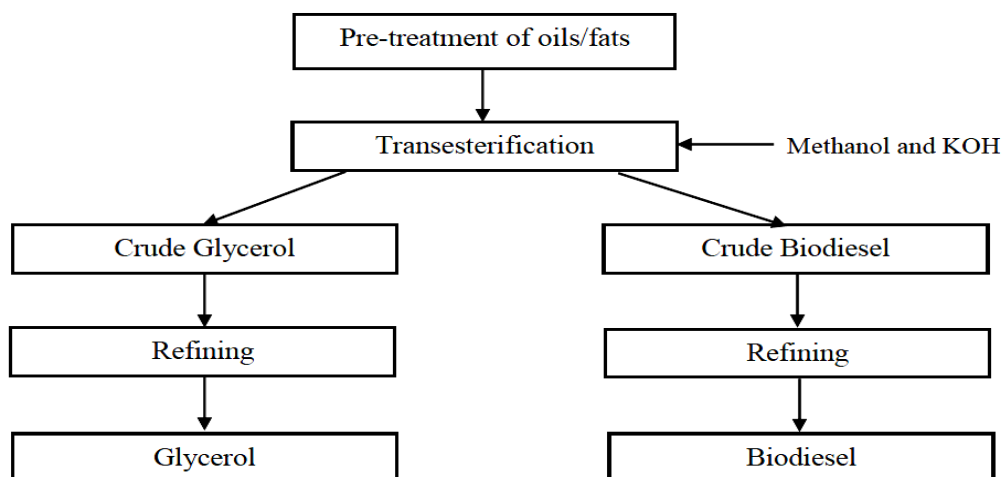 Pre-treatment of oils/fats
Transesterification
Methanol and KOH
Crude Glycerol
Crude Biodiesel
Refining
Refining
Glycerol
Biodiesel